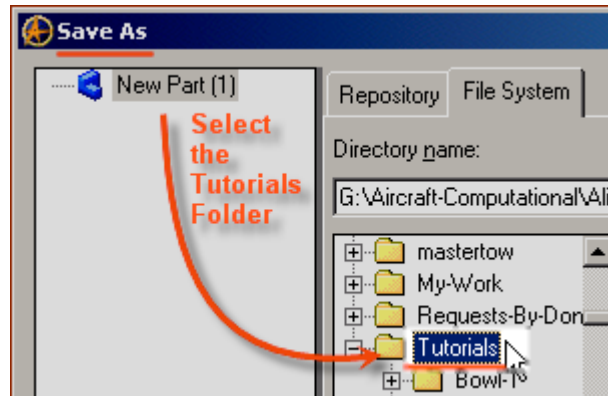 Save As
New Part (1)
Select
the
Tutorials
Folder
Repository
File System
Directory name:
G:\Aircraft-Computational\Ali
mastertow
My-Work
Requests-By-Don
Tutorials
Bowl-1